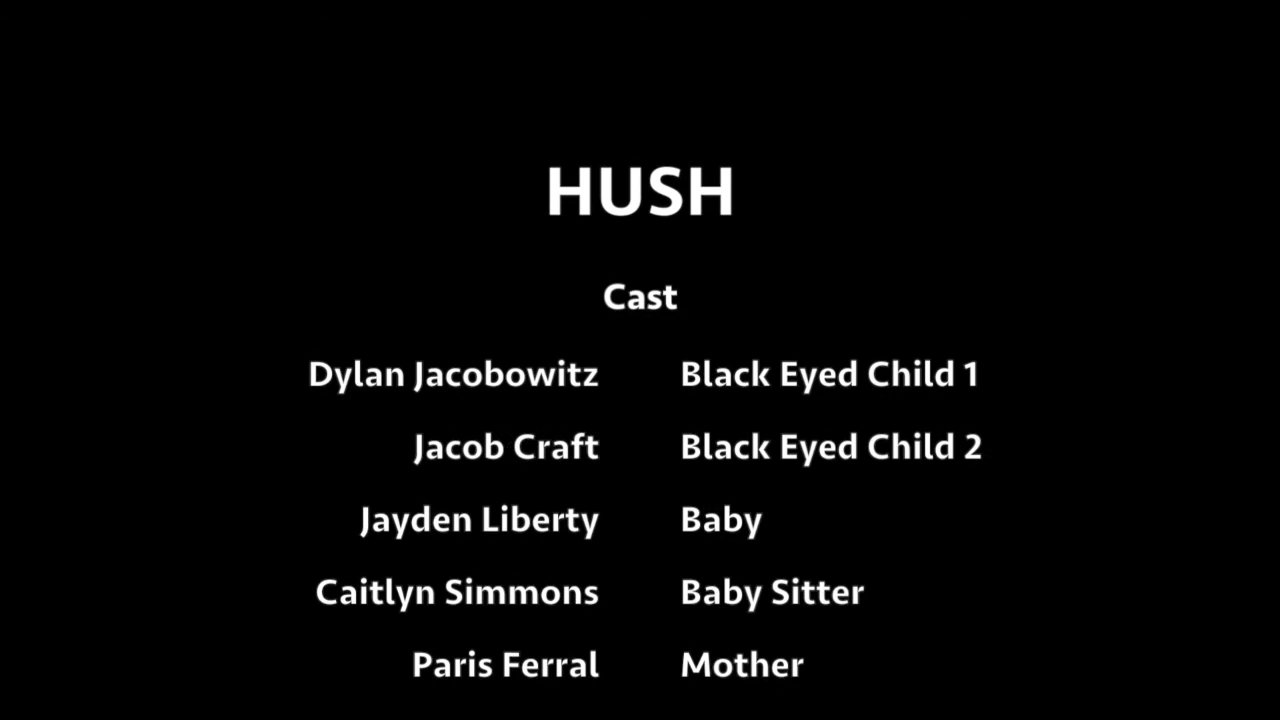 HUSH
Cast
Dylan Jacobowitz Black Eyed Child 1
Jacob Craft Black Eyed Child 2
Jayden Liberty Baby
Caitlyn Simmons Baby Sitter
Paris Ferral Mother